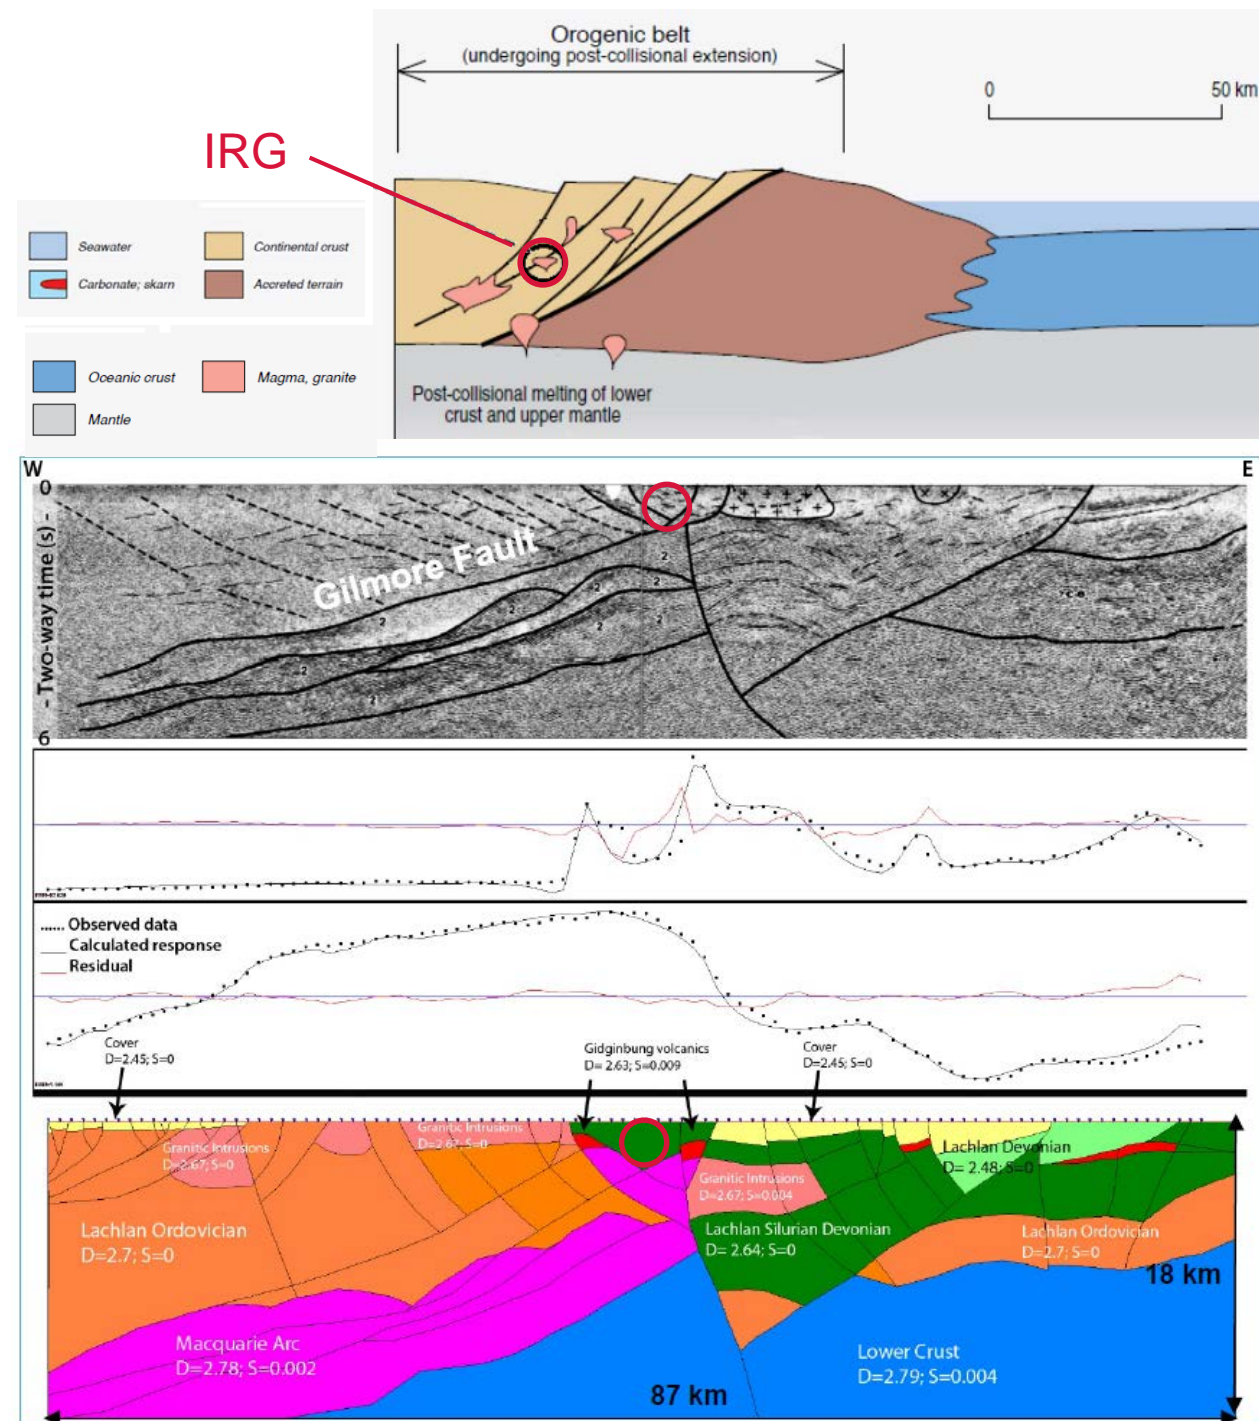 Orogenic belt
(undergoing post-collisional extension)
0 50 km
IRG
Seawater
Continental crust
Carbonate; skarn
Accreted terrain
Oceanic crust
Magma, granite
Mantle
Post-collisional melting of lower
crust and upper mantle
W
E
0
- Two-way time (s) -
6
Gilmore Fault
2
2
2
2
2
2
2
2
2
...... Observed data
Calculated response
Residual
Cover
D=2.45; S=0
Gidginbung volcanics
D= 2.63; S=0.009
Cover
D=2.45; S=0
Granitic Intrusions
D=2.67; S=0
Granitic Intrusions
D=2.67; S=0
Lachlan Devonian
D= 2.48; S=0
Granitic Intrusions
D=2.67; S=0.004
Lachlan Ordovician
D=2.7; S=0
Lachlan Silurian Devonian
D= 2.64; S=0
Lachlan Ordovician
D=2.7; S=0
18 km
Macquarie Arc
D=2.78; S=0.002
Lower Crust
D=2.79; S=0.004
87 km